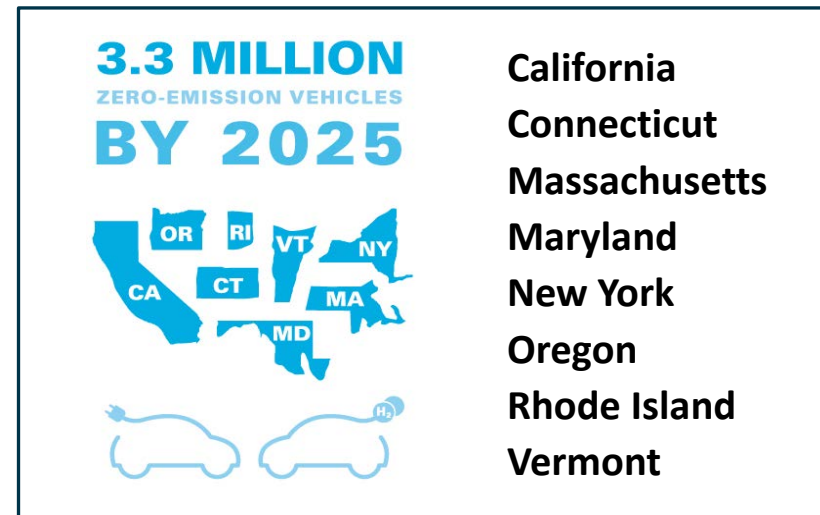 3.3 MILLION
ZERO-EMISSION VEHICLES
BY 2025
OR
RI
VT
NY
CA
CT
MA
MD
H₂
California
Connecticut
Massachusetts
Maryland
New York
Oregon
Rhode Island
Vermont